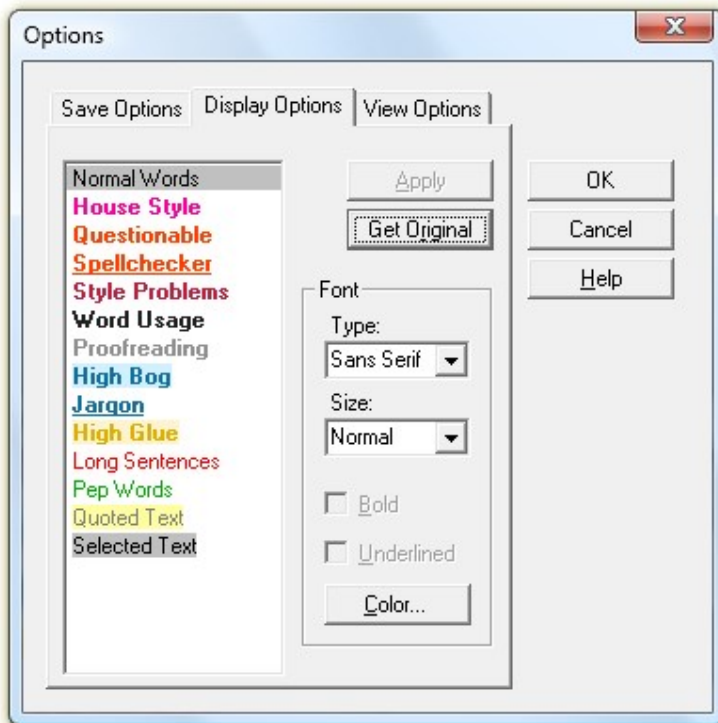 Options
Save Options Display Options View Options
Normal Words
House Style
Questionable
Spellchecker
Style Problems
Word Usage
Proofreading
High Bog
Jargon
High Glue
Long Sentences
Pep Words
Quoted Text
Selected Text
Apply
Get Original
Font
Type:
Sans Serif
Size:
Normal
Bold
Underlined
Color...
OK
Cancel
Help